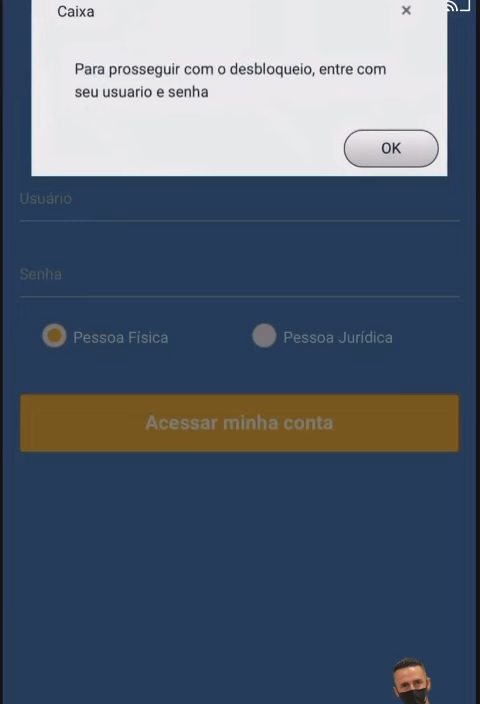 Caixa
Para prosseguir com o desbloqueio, entre com
seu usuario e senha
OK
Usuário
Senha
Pessoa Física
Pessoa Jurídica
Acessar minha conta